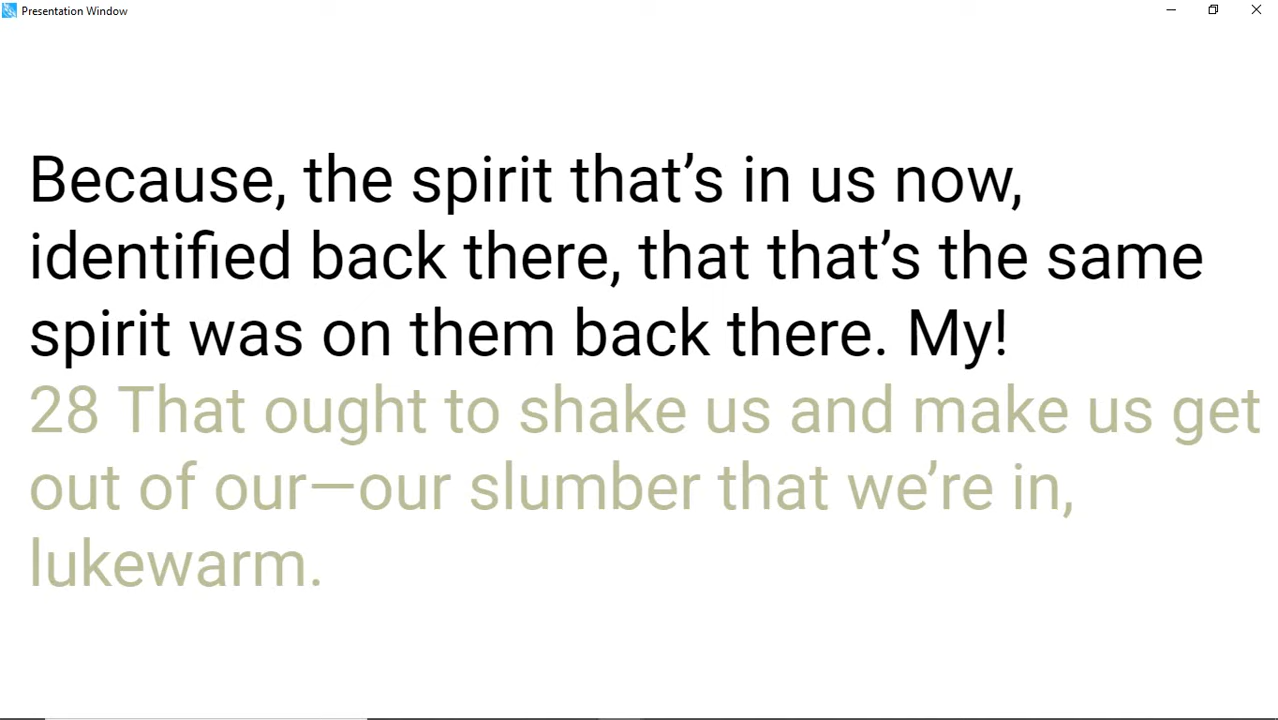 Presentation Window
Because, the spirit that’s in us now,
identified back there, that that’s the same
spirit was on them back there. My!
28 That ought to shake us and make us get
out of our—our slumber that we’re in,
lukewarm.